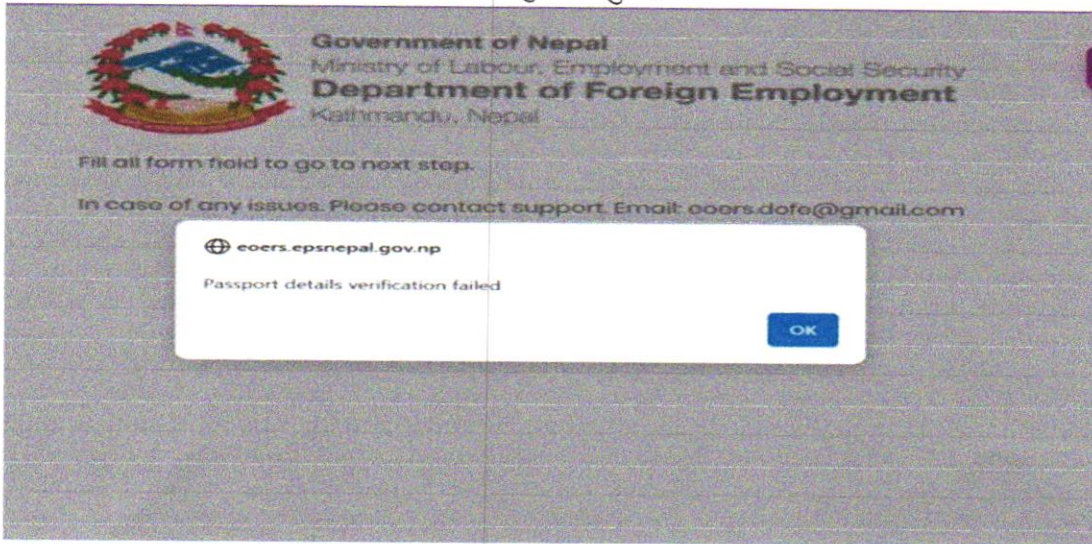 Government of Nepal
Ministry of Labour, Employment and Social Security
Department of Foreign Employment
Kathmandu, Nepal
Fill all form field to go to next step.
In case of any issues. Please contact support. Email: eoers.dofe@gmail.com
eoers.epsnepal.gov.np
Passport details verification failed
OK